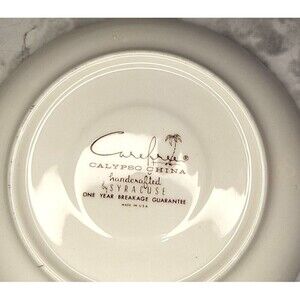 Carefree®
CALYPSO CHINA
handcrafted
by SYRACUSE
ONE YEAR BREAKAGE GUARANTEE
MADE IN U.S.A.